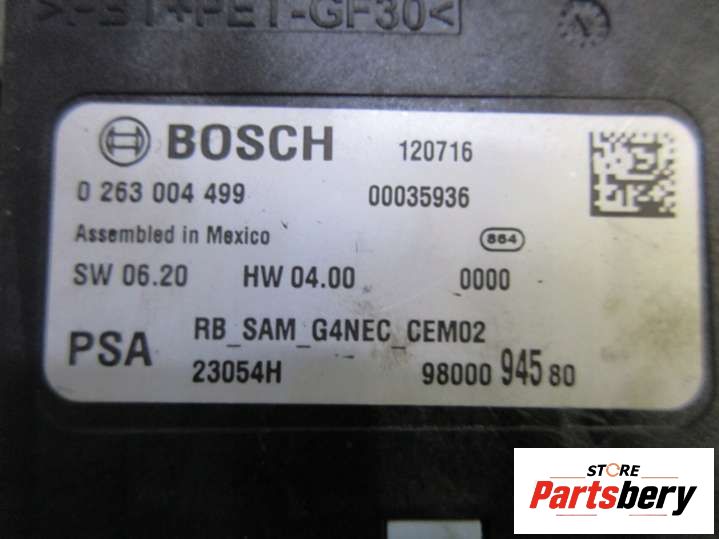 >PBT+PET-GF30<
BOSCH 120716
0 263 004 499 00035936
Assembled in Mexico 864
SW 06.20 HW 04.00 0000
PSA RB_SAM_G4NEC_CEM02
23054H 98000 945 80
STORE
Partsbery